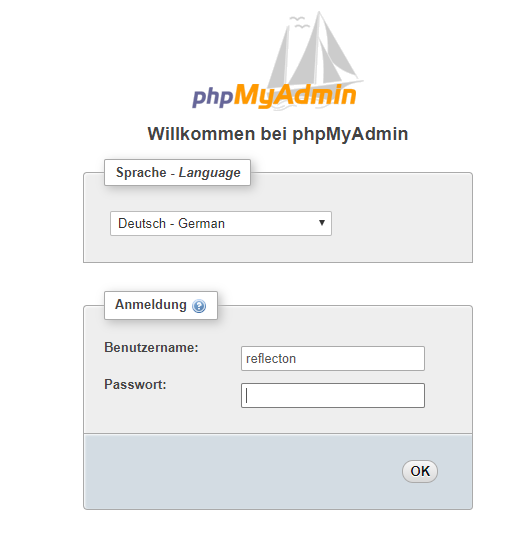 phpMyAdmin
Willkommen bei phpMyAdmin
Sprache - Language
Deutsch - German
Anmeldung ?
Benutzername:
reflecton
Passwort:
OK